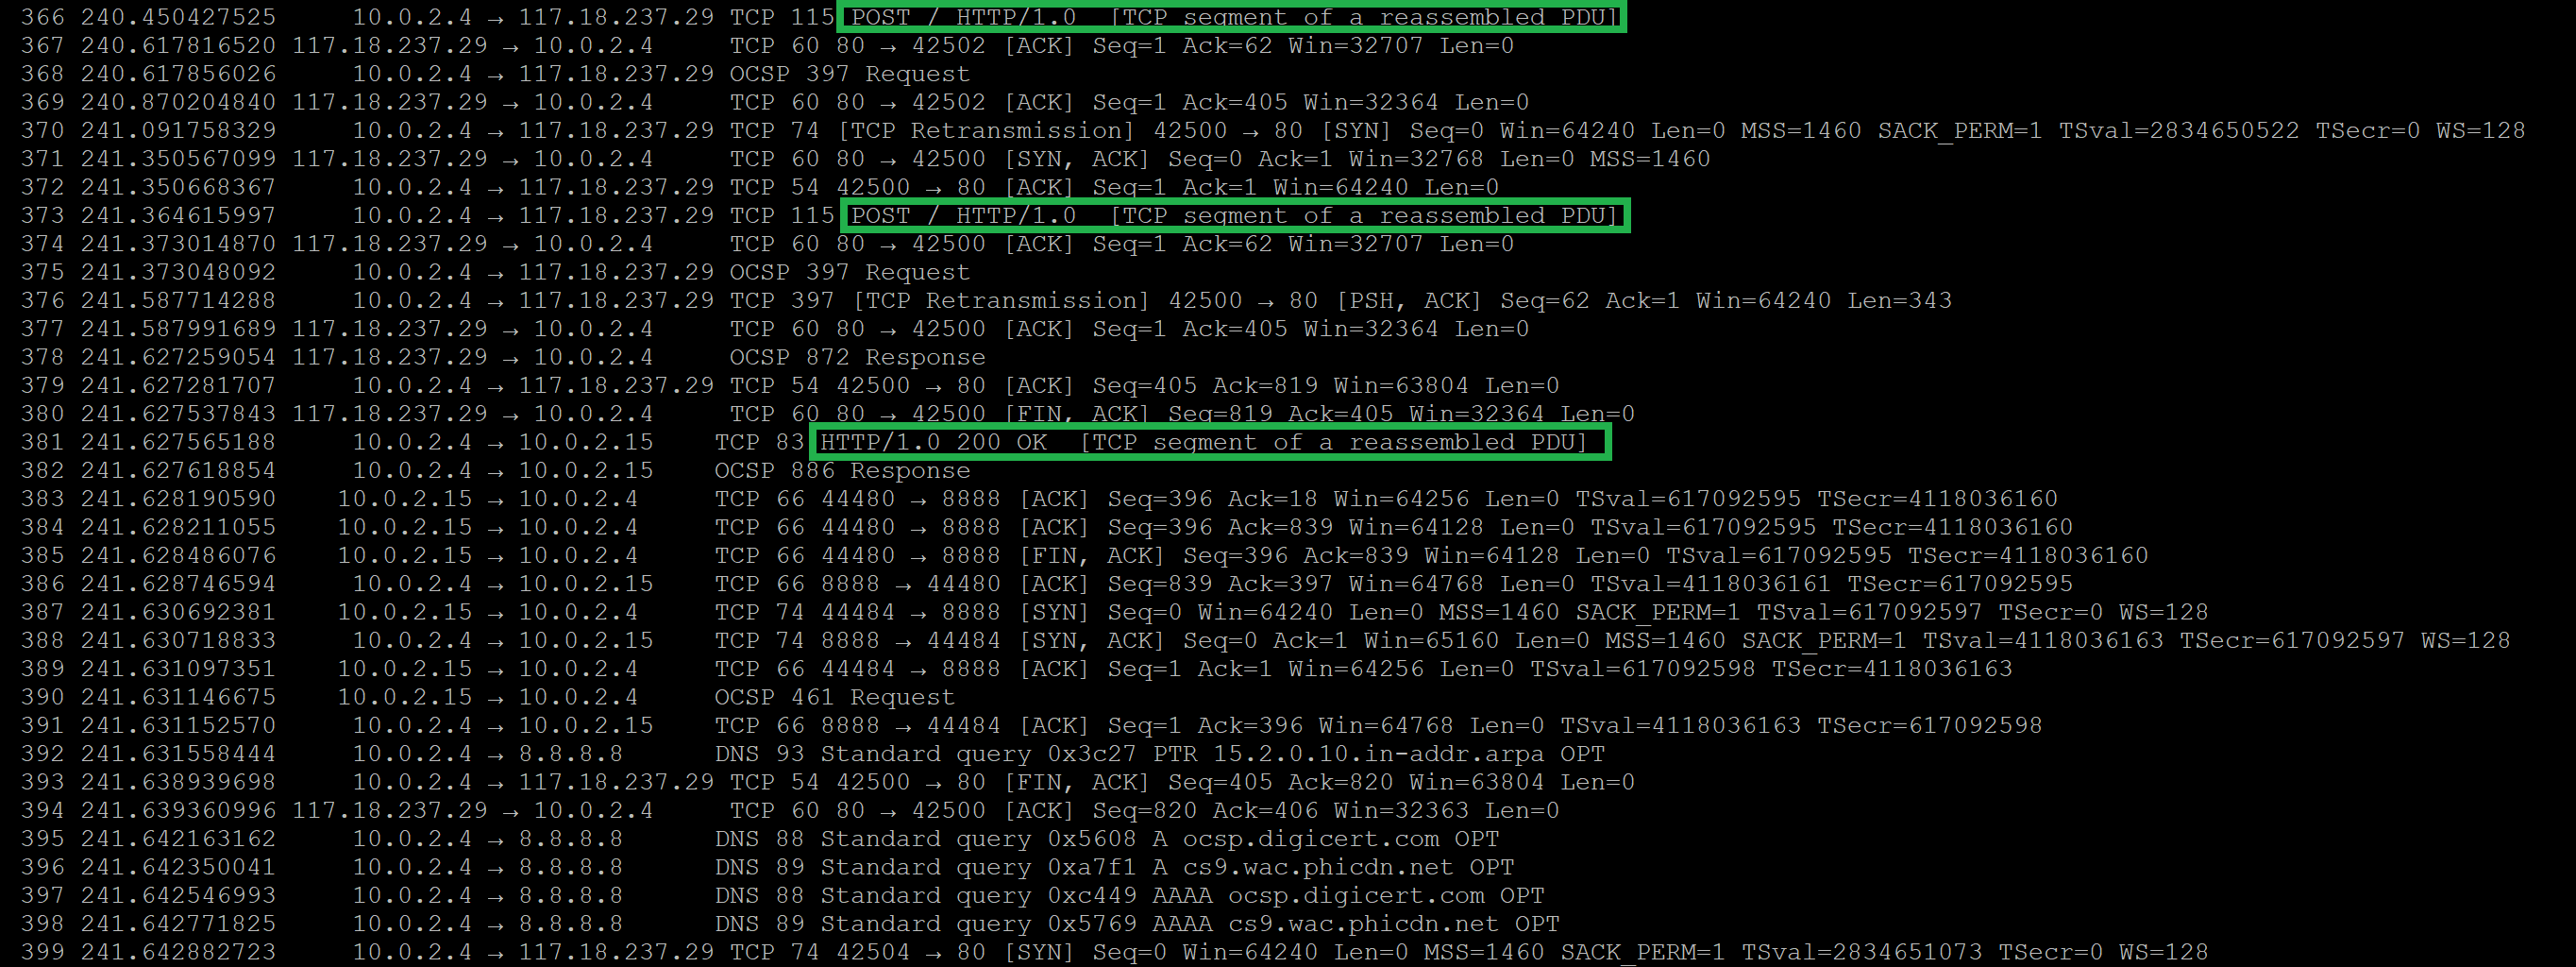 366 240.450427525 10.0.2.4 → 117.18.237.29 TCP 115 POST / HTTP/1.0 [TCP segment of a reassembled PDU]
367 240.617816520 117.18.237.29 → 10.0.2.4 TCP 60 80 → 42502 [ACK] Seq=1 Ack=62 Win=32707 Len=0
368 240.617856026 10.0.2.4 → 117.18.237.29 OCSP 397 Request
369 240.870204840 117.18.237.29 → 10.0.2.4 TCP 60 80 → 42502 [ACK] Seq=1 Ack=405 Win=32364 Len=0
370 241.091758329 10.0.2.4 → 117.18.237.29 TCP 74 [TCP Retransmission] 42500 → 80 [SYN] Seq=0 Win=64240 Len=0 MSS=1460 SACK_PERM=1 TSval=2834650522 TSecr=0 WS=128
371 241.350567099 117.18.237.29 → 10.0.2.4 TCP 60 80 → 42500 [SYN, ACK] Seq=0 Ack=1 Win=32768 Len=0 MSS=1460
372 241.350668367 10.0.2.4 → 117.18.237.29 TCP 54 42500 → 80 [ACK] Seq=1 Ack=1 Win=64240 Len=0
373 241.364615997 10.0.2.4 → 117.18.237.29 TCP 115 POST / HTTP/1.0 [TCP segment of a reassembled PDU]
374 241.373014870 117.18.237.29 → 10.0.2.4 TCP 60 80 → 42500 [ACK] Seq=1 Ack=62 Win=32707 Len=0
375 241.373048092 10.0.2.4 → 117.18.237.29 OCSP 397 Request
376 241.587714288 10.0.2.4 → 117.18.237.29 TCP 397 [TCP Retransmission] 42500 → 80 [PSH, ACK] Seq=62 Ack=1 Win=64240 Len=343
377 241.587991689 117.18.237.29 → 10.0.2.4 TCP 60 80 → 42500 [ACK] Seq=1 Ack=405 Win=32364 Len=0
378 241.627259054 117.18.237.29 → 10.0.2.4 OCSP 872 Response
379 241.627281707 10.0.2.4 → 117.18.237.29 TCP 54 42500 → 80 [ACK] Seq=405 Ack=819 Win=63804 Len=0
380 241.627537843 117.18.237.29 → 10.0.2.4 TCP 60 80 → 42500 [FIN, ACK] Seq=819 Ack=405 Win=32364 Len=0
381 241.627565188 10.0.2.4 → 10.0.2.15 TCP 83 HTTP/1.0 200 OK [TCP segment of a reassembled PDU]
382 241.627618854 10.0.2.4 → 10.0.2.15 OCSP 886 Response
383 241.628190590 10.0.2.15 → 10.0.2.4 TCP 66 44480 → 8888 [ACK] Seq=396 Ack=18 Win=64256 Len=0 TSval=617092595 TSecr=4118036160
384 241.628211055 10.0.2.15 → 10.0.2.4 TCP 66 44480 → 8888 [ACK] Seq=396 Ack=839 Win=64128 Len=0 TSval=617092595 TSecr=4118036160
385 241.628486076 10.0.2.15 → 10.0.2.4 TCP 66 44480 → 8888 [FIN, ACK] Seq=396 Ack=839 Win=64128 Len=0 TSval=617092595 TSecr=4118036160
386 241.628746594 10.0.2.4 → 10.0.2.15 TCP 66 8888 → 44480 [ACK] Seq=839 Ack=397 Win=64768 Len=0 TSval=4118036161 TSecr=617092595
387 241.630692381 10.0.2.15 → 10.0.2.4 TCP 74 44484 → 8888 [SYN] Seq=0 Win=64240 Len=0 MSS=1460 SACK_PERM=1 TSval=617092597 TSecr=0 WS=128
388 241.630718833 10.0.2.4 → 10.0.2.15 TCP 74 8888 → 44484 [SYN, ACK] Seq=0 Ack=1 Win=65160 Len=0 MSS=1460 SACK_PERM=1 TSval=4118036163 TSecr=617092597 WS=128
389 241.631097351 10.0.2.15 → 10.0.2.4 TCP 66 44484 → 8888 [ACK] Seq=1 Ack=1 Win=64256 Len=0 TSval=617092598 TSecr=4118036163
390 241.631146675 10.0.2.15 → 10.0.2.4 OCSP 461 Request
391 241.631152570 10.0.2.4 → 10.0.2.15 TCP 66 8888 → 44484 [ACK] Seq=1 Ack=396 Win=64768 Len=0 TSval=4118036163 TSecr=617092598
392 241.631558444 10.0.2.4 → 8.8.8.8 DNS 93 Standard query 0x3c27 PTR 15.2.0.10.in-addr.arpa OPT
393 241.638939698 10.0.2.4 → 117.18.237.29 TCP 54 42500 → 80 [FIN, ACK] Seq=405 Ack=820 Win=63804 Len=0
394 241.639360996 117.18.237.29 → 10.0.2.4 TCP 60 80 → 42500 [ACK] Seq=820 Ack=406 Win=32363 Len=0
395 241.642163162 10.0.2.4 → 8.8.8.8 DNS 88 Standard query 0x5608 A ocsp.digicert.com OPT
396 241.642350041 10.0.2.4 → 8.8.8.8 DNS 89 Standard query 0xa7f1 A cs9.wac.phicdn.net OPT
397 241.642546993 10.0.2.4 → 8.8.8.8 DNS 88 Standard query 0xc449 AAAA ocsp.digicert.com OPT
398 241.642771825 10.0.2.4 → 8.8.8.8 DNS 89 Standard query 0x5769 AAAA cs9.wac.phicdn.net OPT
399 241.642882723 10.0.2.4 → 117.18.237.29 TCP 74 42504 → 80 [SYN] Seq=0 Win=64240 Len=0 MSS=1460 SACK_PERM=1 TSval=2834651073 TSecr=0 WS=128